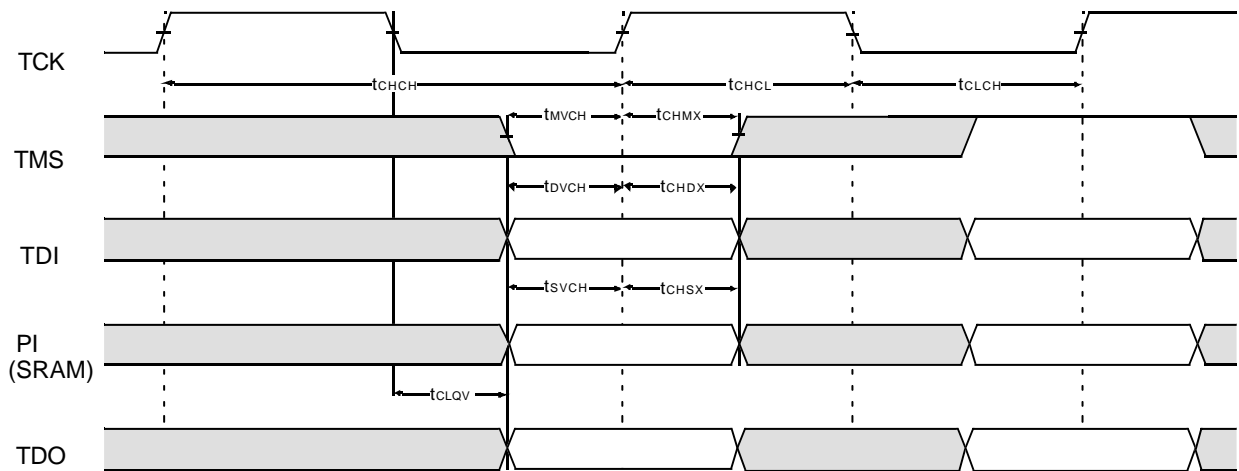 TCK
tCHCH tCHCL tCLCH
tMVCH tCHMX
TMS
tDVCH tCHDX
TDI
tSVCH tCHSX
PI
(SRAM)
tCLQV
TDO